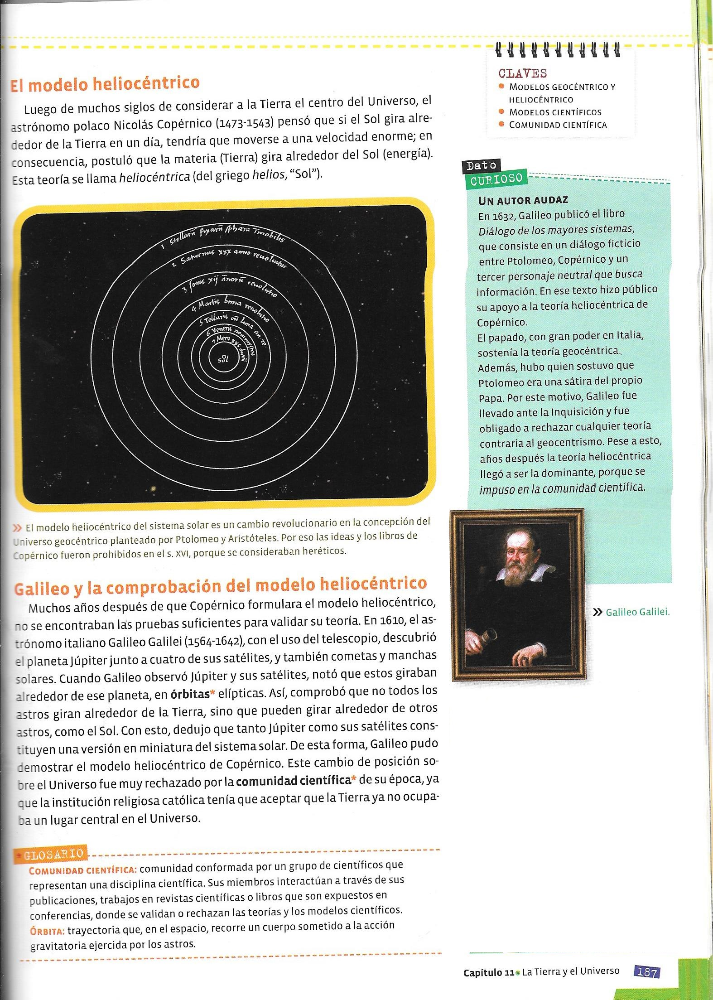 El modelo heliocéntrico
Luego de muchos siglos de considerar a la Tierra el centro del Universo, el
astrónomo polaco Nicolás Copérnico (1473-1543) pensó que si el Sol gira alre-
dedor de la Tierra en un día, tendría que moverse a una velocidad enorme; en
consecuencia, postuló que la materia (Tierra) gira alrededor del Sol (energía).
Esta teoría se llama heliocéntrica (del griego helios, “Sol”).
1 Stellarū fixarū sphaera Īmobilis
2 Saturnus xxx anno revolvitur
3 Jovis xij ānorū revolutio
4 Martis bima revolutio
5 Telluris
6 Veneris nonimestris
7 Merc
Sol
» El modelo heliocéntrico del sistema solar es un cambio revolucionario en la concepción del
Universo geocéntrico planteado por Ptolomeo y Aristóteles. Por eso las ideas y los libros de
Copérnico fueron prohibidos en el s. XVI, porque se consideraban heréticos.
Galileo y la comprobación del modelo heliocéntrico
Muchos años después de que Copérnico formulara el modelo heliocéntrico,
no se encontraban las pruebas suficientes para validar su teoría. En 1610, el as-
trónomo italiano Galileo Galilei (1564-1642), con el uso del telescopio, descubrió
el planeta Júpiter junto a cuatro de sus satélites, y también cometas y manchas
solares. Cuando Galileo observó Júpiter y sus satélites, notó que estos giraban
alrededor de ese planeta, en órbitas* elípticas. Así, comprobó que no todos los
astros giran alrededor de la Tierra, sino que pueden girar alrededor de otros
astros, como el Sol. Con esto, dedujo que tanto Júpiter como sus satélites cons-
tituyen una versión en miniatura del sistema solar. De esta forma, Galileo pudo
demostrar el modelo heliocéntrico de Copérnico. Este cambio de posición so-
bre el Universo fue muy rechazado por la comunidad científica* de su época, ya
que la institución religiosa católica tenía que aceptar que la Tierra ya no ocupa-
ba un lugar central en el Universo.
* GLOSARIO
COMUNIDAD CIENTÍFICA: comunidad conformada por un grupo de científicos que
representan una disciplina científica. Sus miembros interactúan a través de sus
publicaciones, trabajos en revistas científicas o libros que son expuestos en
conferencias, donde se validan o rechazan las teorías y los modelos científicos.
ÓRBITA: trayectoria que, en el espacio, recorre un cuerpo sometido a la acción
gravitatoria ejercida por los astros.
CLAVES
• MODELOS GEOCÉNTRICO Y
HELIOCÉNTRICO
• MODELOS CIENTÍFICOS
• COMUNIDAD CIENTÍFICA
Dato
CURIOSO
UN AUTOR AUDAZ
En 1632, Galileo publicó el libro
Diálogo de los mayores sistemas,
que consiste en un diálogo ficticio
entre Ptolomeo, Copérnico y un
tercer personaje neutral que busca
información. En ese texto hizo público
su apoyo a la teoría heliocéntrica de
Copérnico.
El papado, con gran poder en Italia,
sostenía la teoría geocéntrica.
Además, hubo quien sostuvo que
Ptolomeo era una sátira del propio
Papa. Por este motivo, Galileo fue
llevado ante la Inquisición y fue
obligado a rechazar cualquier teoría
contraria al geocentrismo. Pese a esto,
años después la teoría heliocéntrica
llegó a ser la dominante, porque se
impuso en la comunidad científica.
» Galileo Galilei.
Capítulo 11 • La Tierra y el Universo 187